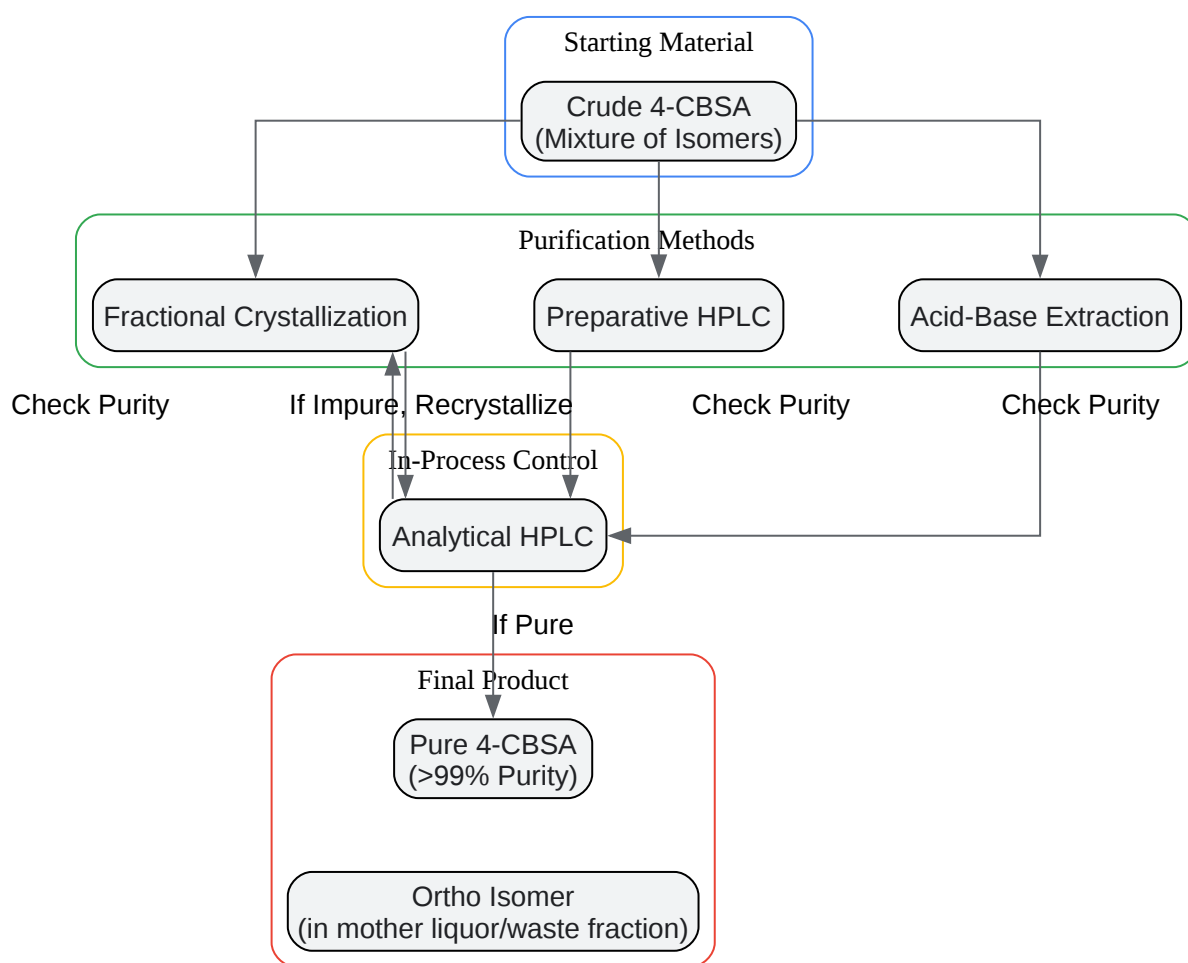 Starting Material
Crude 4-CBSA
(Mixture of Isomers)
Purification Methods
Fractional Crystallization
Preparative HPLC
Acid-Base Extraction
Check Purity
If Impure, Recrystallize
Check Purity
Check Purity
In-Process Control
Analytical HPLC
If Pure
Final Product
Pure 4-CBSA
(>99% Purity)
Ortho Isomer
(in mother liquor/waste fraction)